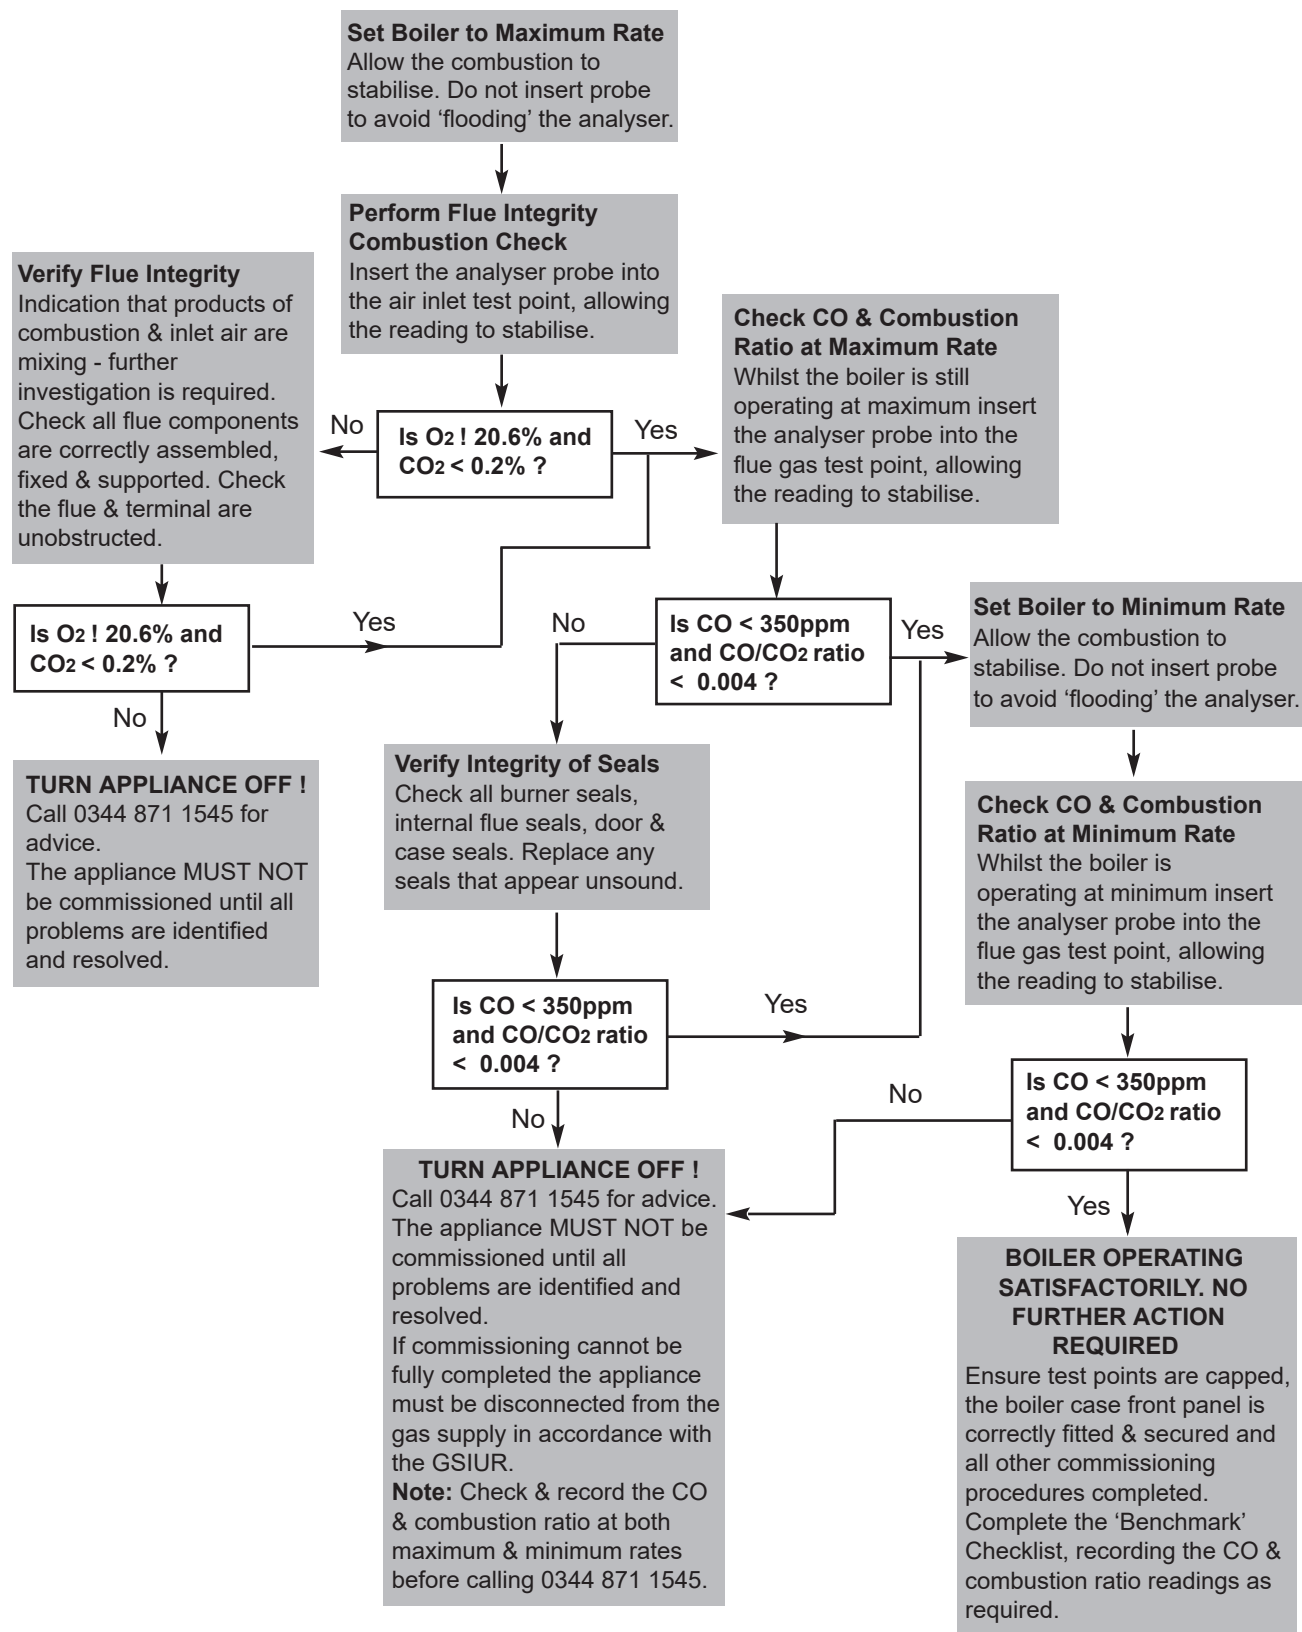 Set Boiler to Maximum Rate
Allow the combustion to
stabilise. Do not insert probe
to avoid ‘flooding’ the analyser.
Perform Flue Integrity
Combustion Check
Insert the analyser probe into
the air inlet test point, allowing
the reading to stabilise.
Verify Flue Integrity
Indication that products of
combustion & inlet air are
mixing - further
investigation is required.
Check all flue components
are correctly assembled,
fixed & supported. Check
the flue & terminal are
unobstructed.
No
Is O2 ! 20.6% and
CO2 < 0.2% ?
Yes
Check CO & Combustion
Ratio at Maximum Rate
Whilst the boiler is still
operating at maximum insert
the analyser probe into the
flue gas test point, allowing
the reading to stabilise.
Is O2 ! 20.6% and
CO2 < 0.2% ?
Yes
No
TURN APPLIANCE OFF !
Call 0344 871 1545 for
advice.
The appliance MUST NOT
be commissioned until all
problems are identified
and resolved.
No
Is CO < 350ppm
and CO/CO2 ratio
< 0.004 ?
Yes
Set Boiler to Minimum Rate
Allow the combustion to
stabilise. Do not insert probe
to avoid ‘flooding’ the analyser.
Verify Integrity of Seals
Check all burner seals,
internal flue seals, door &
case seals. Replace any
seals that appear unsound.
Check CO & Combustion
Ratio at Minimum Rate
Whilst the boiler is
operating at minimum insert
the analyser probe into the
flue gas test point, allowing
the reading to stabilise.
Is CO < 350ppm
and CO/CO2 ratio
< 0.004 ?
Yes
No
Is CO < 350ppm
and CO/CO2 ratio
< 0.004 ?
No
Yes
TURN APPLIANCE OFF !
Call 0344 871 1545 for advice.
The appliance MUST NOT be
commissioned until all
problems are identified and
resolved.
If commissioning cannot be
fully completed the appliance
must be disconnected from the
gas supply in accordance with
the GSIUR.
Note: Check & record the CO
& combustion ratio at both
maximum & minimum rates
before calling 0344 871 1545.
BOILER OPERATING
SATISFACTORILY. NO
FURTHER ACTION
REQUIRED
Ensure test points are capped,
the boiler case front panel is
correctly fitted & secured and
all other commissioning
procedures completed.
Complete the ‘Benchmark’
Checklist, recording the CO &
combustion ratio readings as
required.